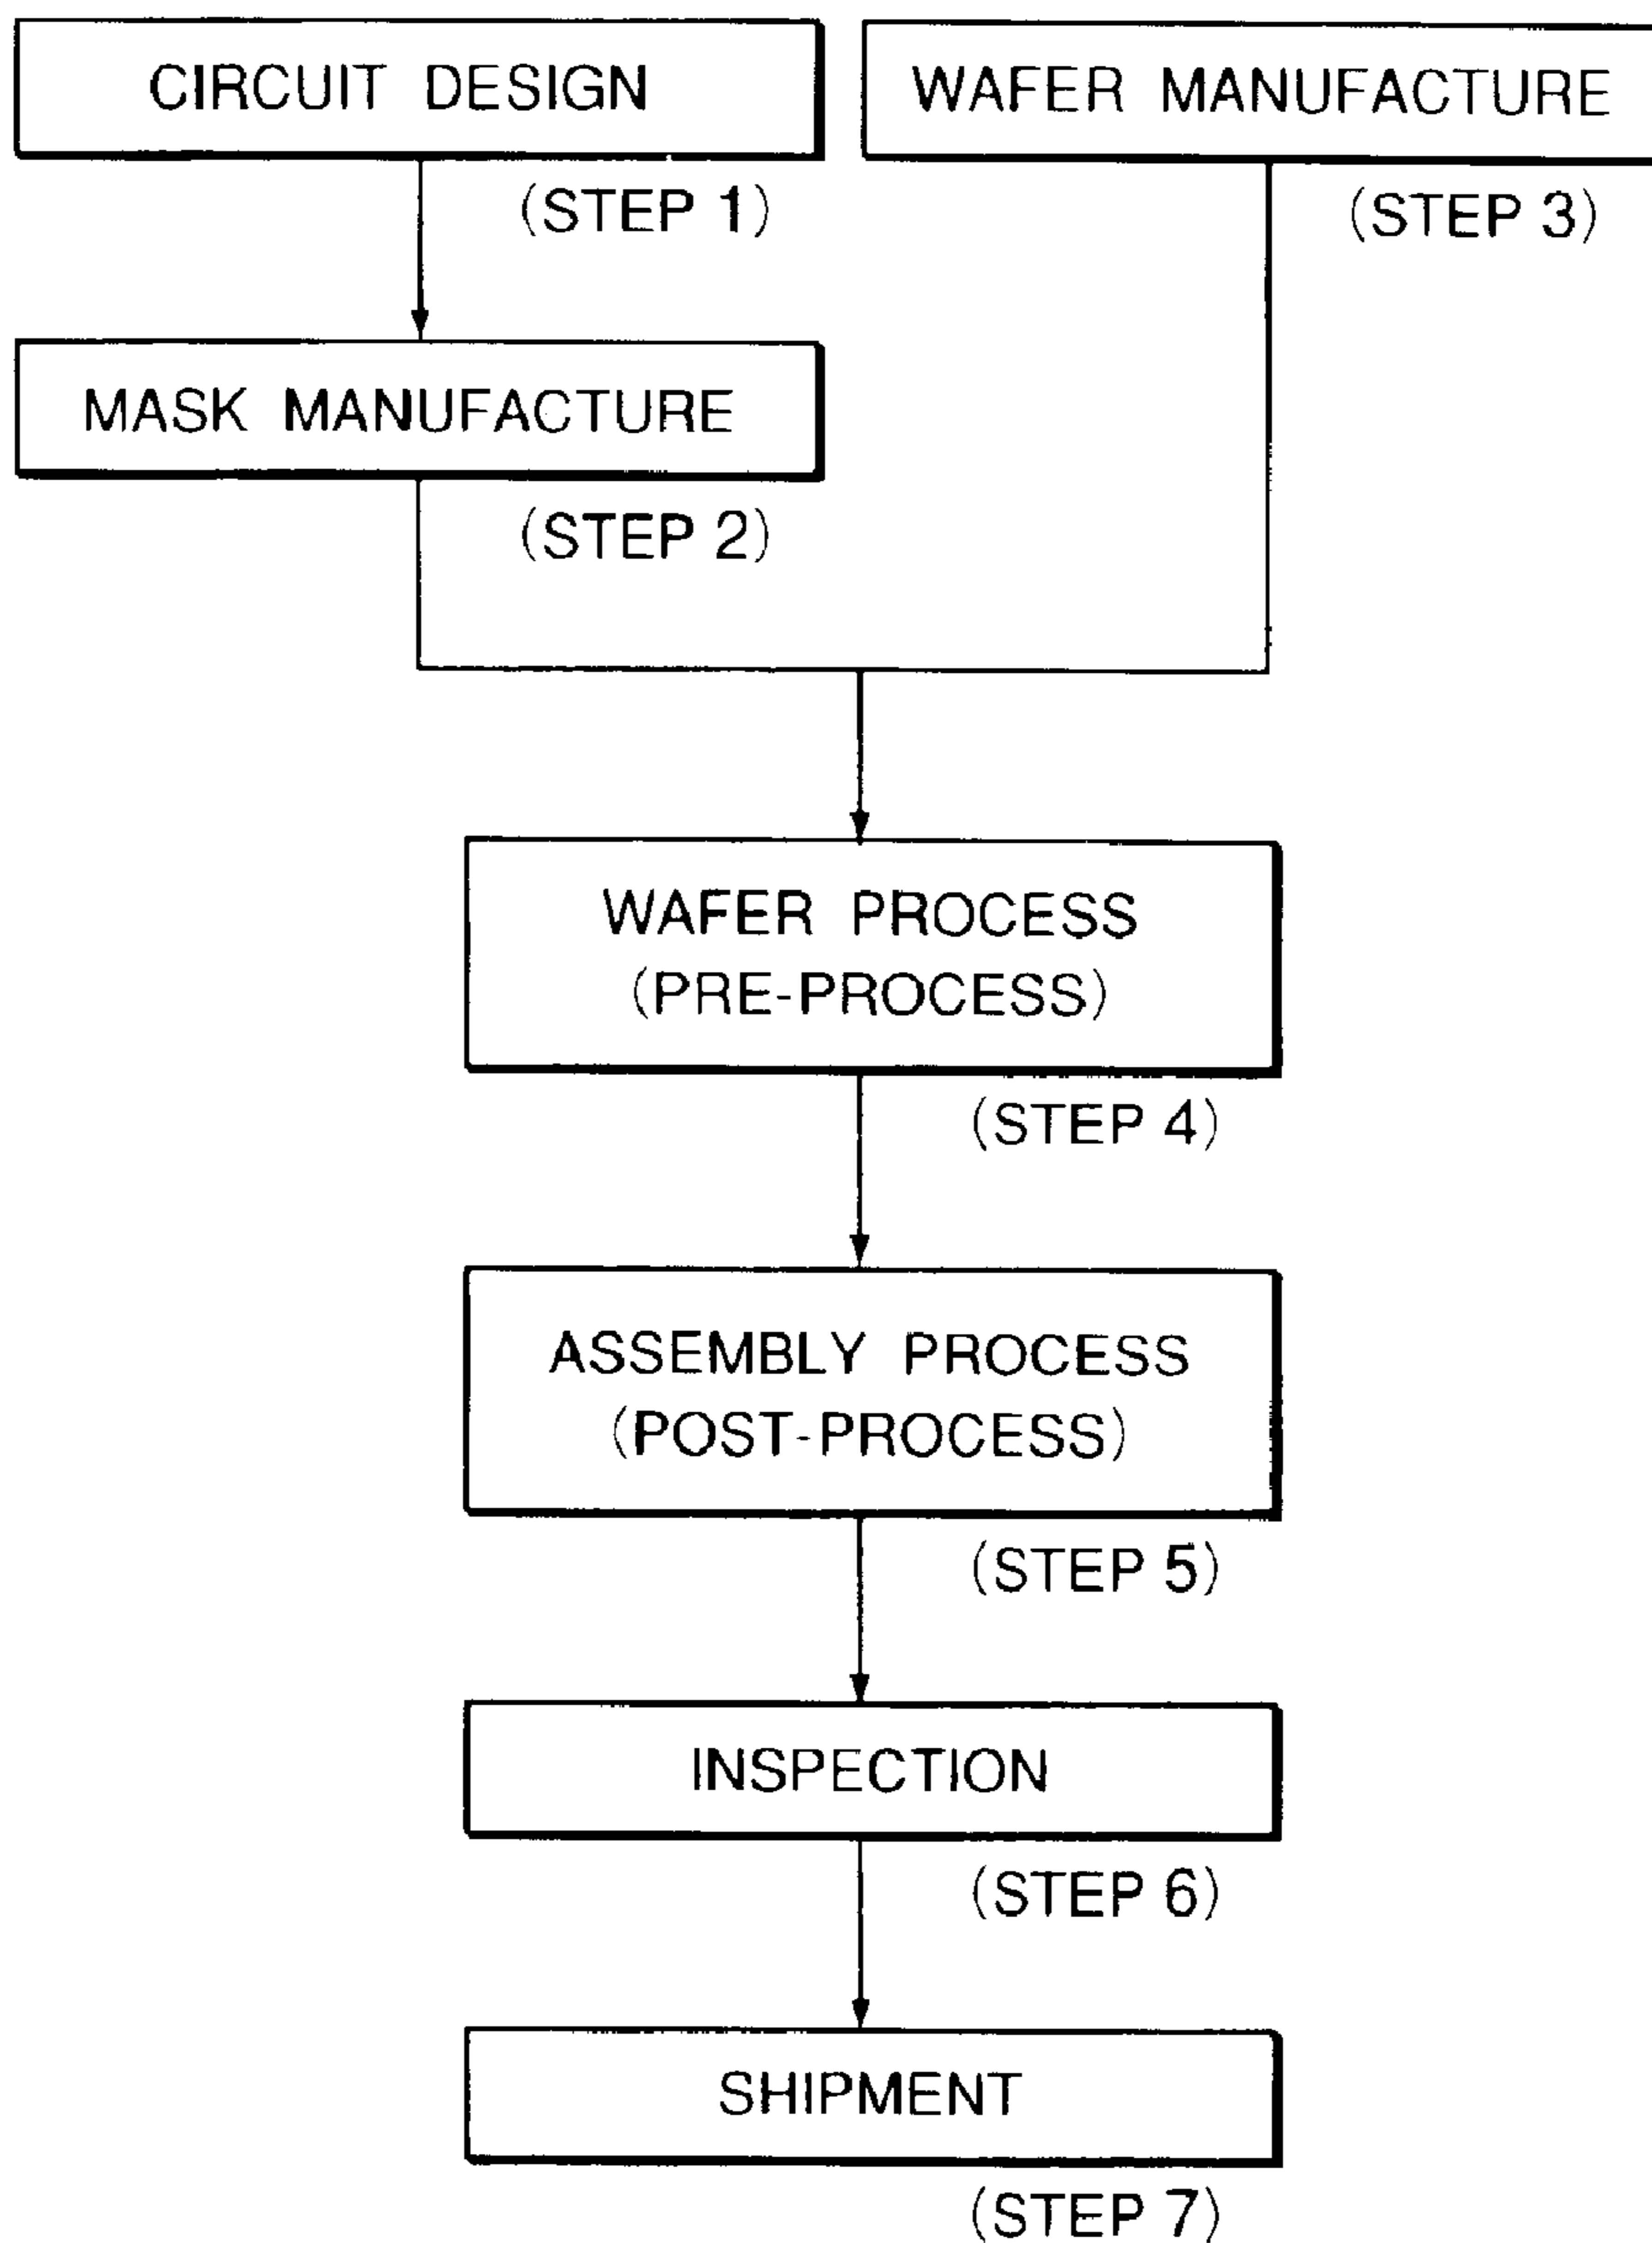 CIRCUIT DESIGN
(STEP 1)
WAFER MANUFACTURE
(STEP 3)
MASK MANUFACTURE
(STEP 2)
WAFER PROCESS
(PRE-PROCESS)
(STEP 4)
ASSEMBLY PROCESS
(POST-PROCESS)
(STEP 5)
INSPECTION
(STEP 6)
SHIPMENT
(STEP 7)